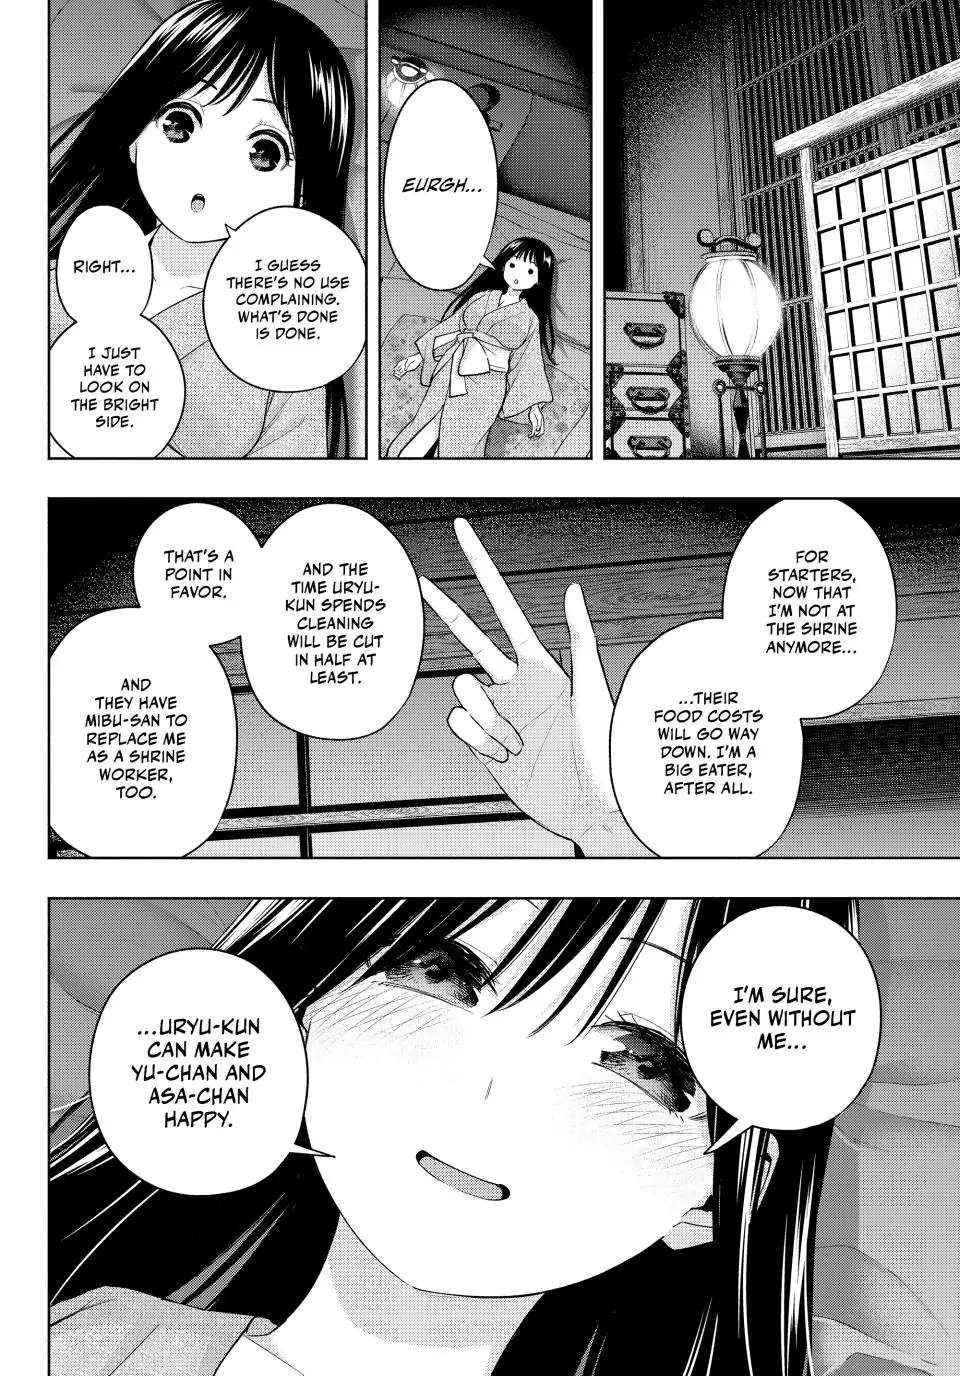 EURGH...
I GUESS
THERE'S NO USE
COMPLAINING.
WHAT'S DONE
IS DONE.
RIGHT...
I JUST
HAVE TO
LOOK ON
THE BRIGHT
SIDE.
FOR
STARTERS,
NOW THAT
I'M NOT AT
THE SHRINE
ANYMORE...
...THEIR
FOOD COSTS
WILL GO WAY
DOWN. I'M A
BIG EATER,
AFTER ALL.
AND THE
TIME URYU-
KUN SPENDS
CLEANING
WILL BE CUT
IN HALF AT
LEAST.
THAT'S A
POINT IN
FAVOR.
AND
THEY HAVE
MIBU-SAN TO
REPLACE ME
AS A SHRINE
WORKER,
TOO.
I'M SURE,
EVEN WITHOUT
ME...
...URYU-KUN
CAN MAKE
YU-CHAN AND
ASA-CHAN
HAPPY.